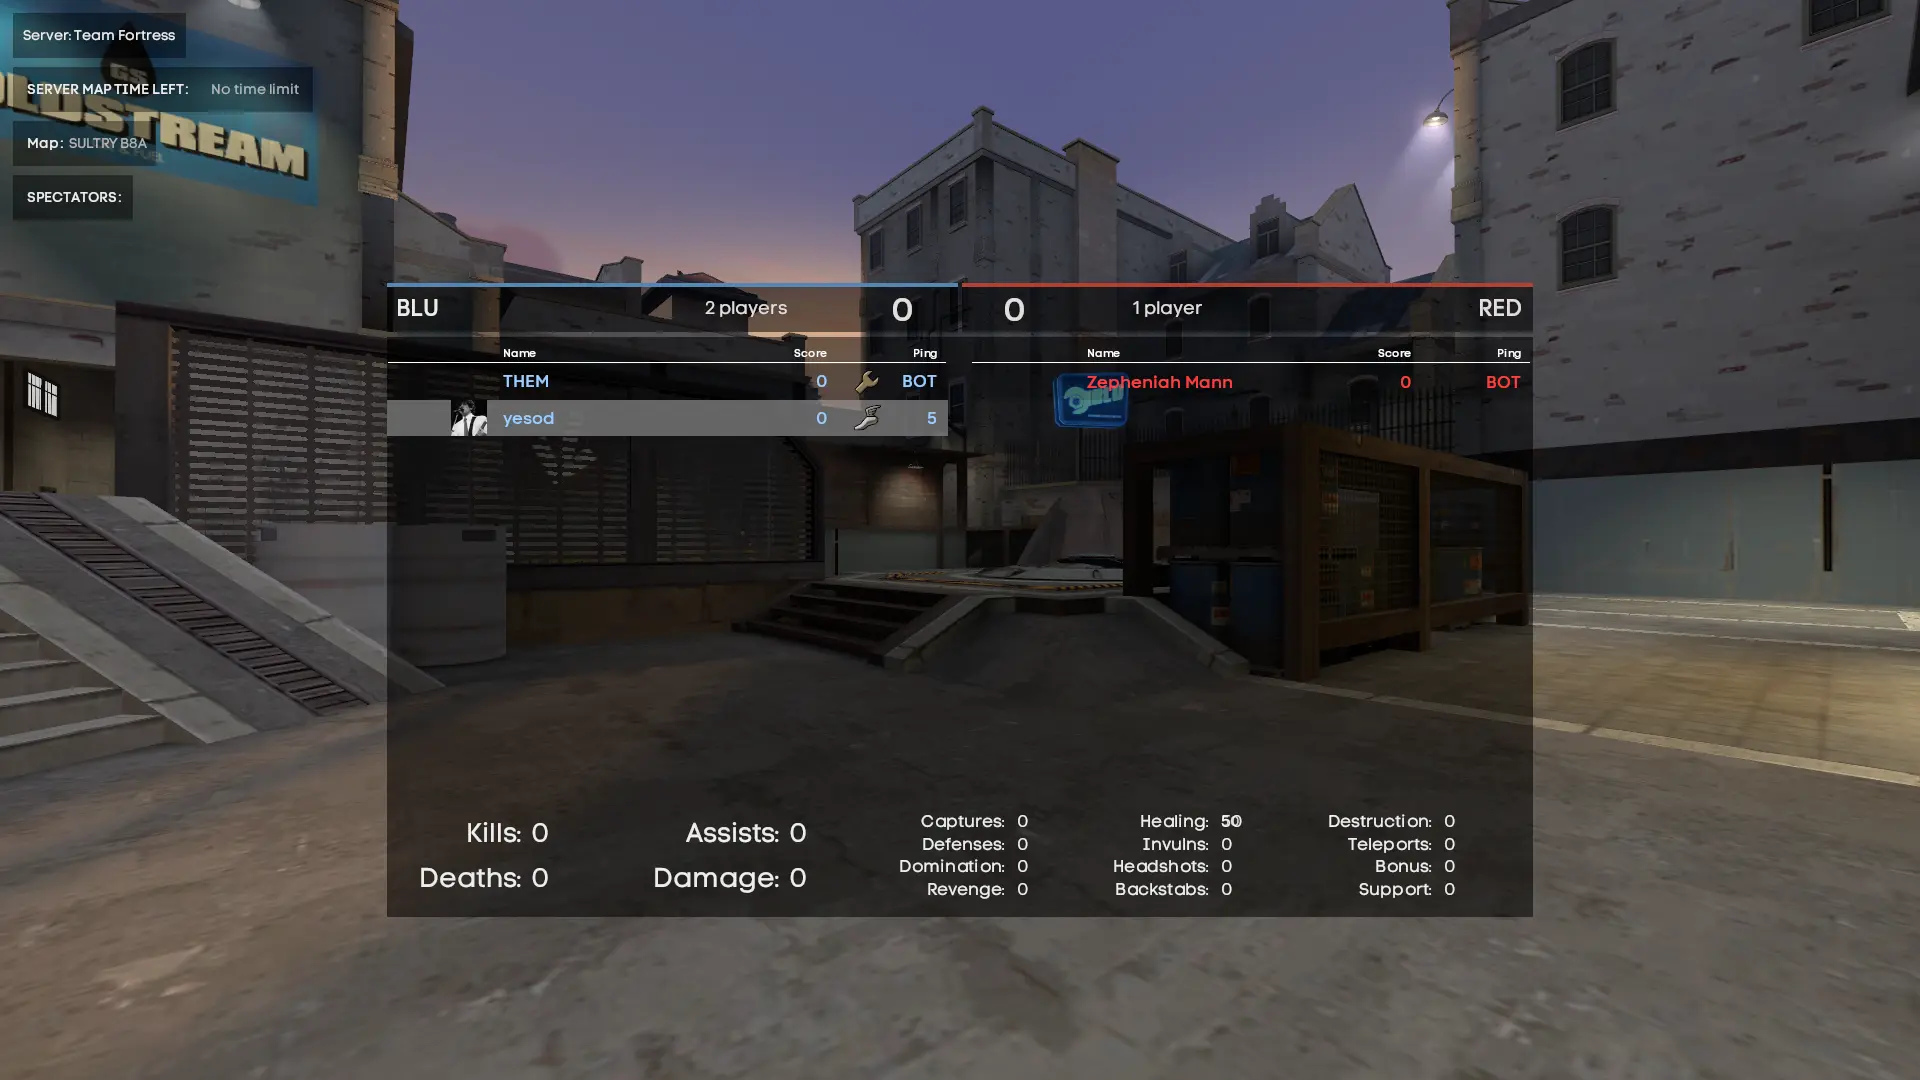 Server: Team Fortress
SERVER MAP TIME LEFT: No time limit
Map: SULTRY B8A
SPECTATORS:
GS
OLDSTREAM
BLU 2 players 0 0 1 player RED
Name Score Ping Name Score Ping
THEM 0 BOT Zepheniah Mann 0 BOT
yesod 0 5
Kills: 0 Assists: 0
Deaths: 0 Damage: 0
Captures: 0 Healing: 50 Destruction: 0
Defenses: 0 Invulns: 0 Teleports: 0
Domination: 0 Headshots: 0 Bonus: 0
Revenge: 0 Backstabs: 0 Support: 0